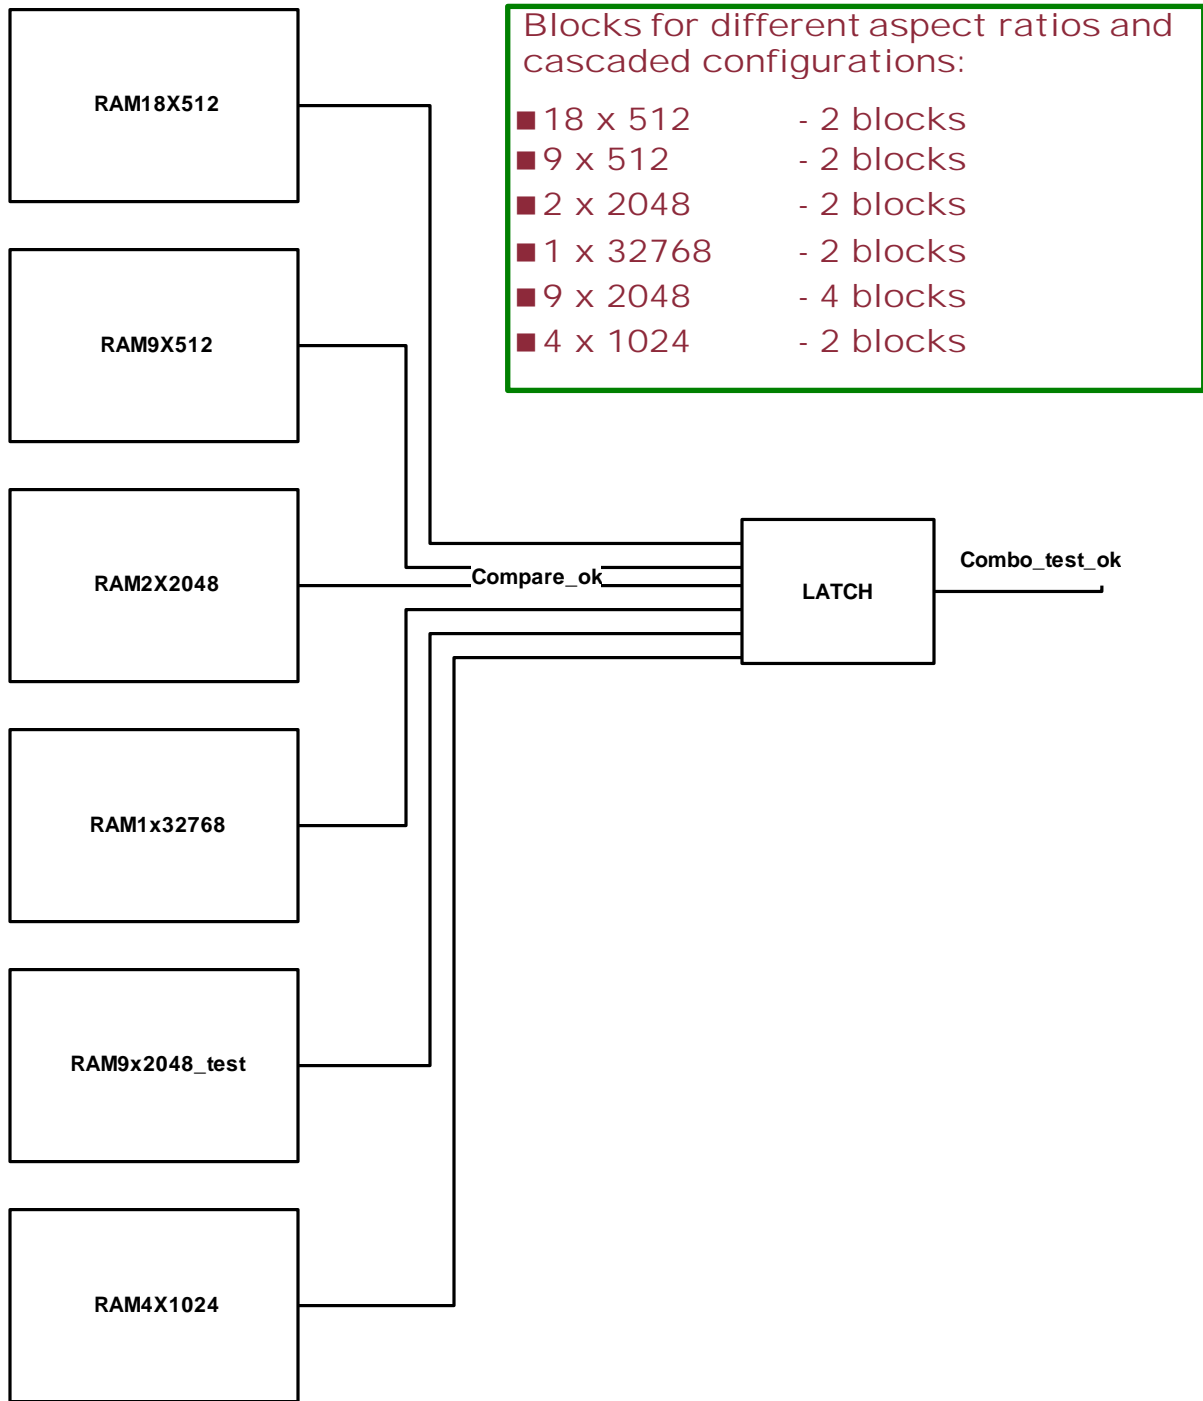 Blocks for different aspect ratios and
cascaded configurations:
■ 18 x 512 - 2 blocks
■ 9 x 512 - 2 blocks
■ 2 x 2048 - 2 blocks
■ 1 x 32768 - 2 blocks
■ 9 x 2048 - 4 blocks
■ 4 x 1024 - 2 blocks
RAM18X512
RAM9X512
RAM2X2048
RAM1x32768
RAM9x2048_test
RAM4X1024
Compare_ok
LATCH
Combo_test_ok